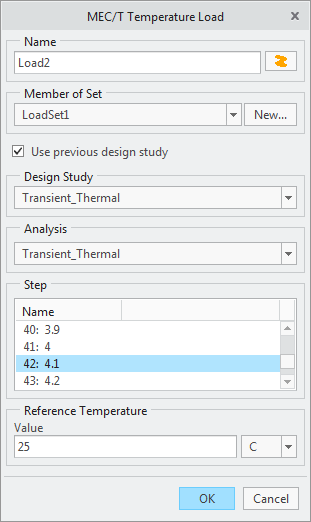 MEC/T Temperature Load
Name
Load2
Member of Set
LoadSet1 New...
Use previous design study
Design Study
Transient_Thermal
Analysis
Transient_Thermal
Step
Name
40: 3.9
41: 4
42: 4.1
43: 4.2
Reference Temperature
Value
25 C
OK Cancel